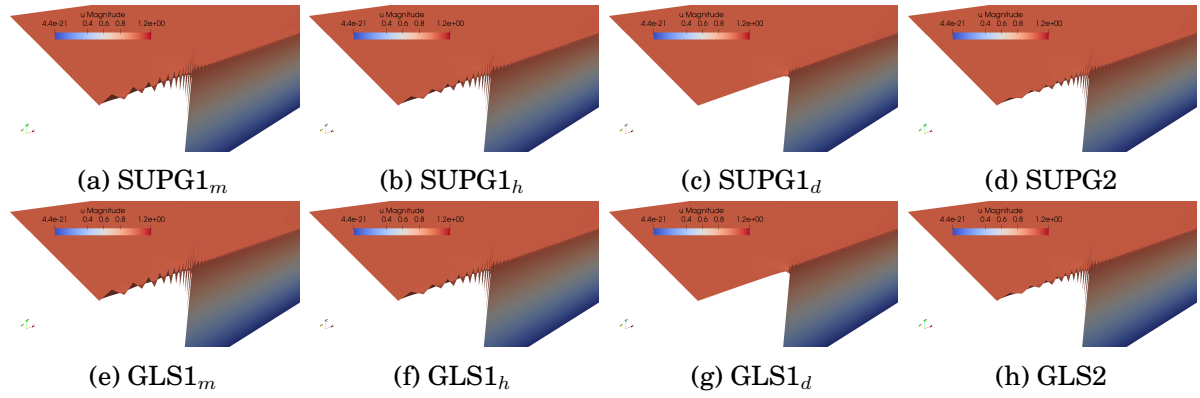 u Magnitude u Magnitude u Magnitude u Magnitude
4.4e-21 0.4 0.6 0.8 1.2e+00 4.4e-21 0.4 0.6 0.8 1.2e+00 4.4e-21 0.4 0.6 0.8 1.2e+00 4.4e-21 0.4 0.6 0.8 1.2e+00
(a) SUPG1ₘ (b) SUPG1ₕ (c) SUPG1d (d) SUPG2
u Magnitude u Magnitude u Magnitude u Magnitude
4.4e-21 0.4 0.6 0.8 1.2e+00 4.4e-21 0.4 0.6 0.8 1.2e+00 4.4e-21 0.4 0.6 0.8 1.2e+00 4.4e-21 0.4 0.6 0.8 1.2e+00
(e) GLS1ₘ (f) GLS1ₕ (g) GLS1d (h) GLS2